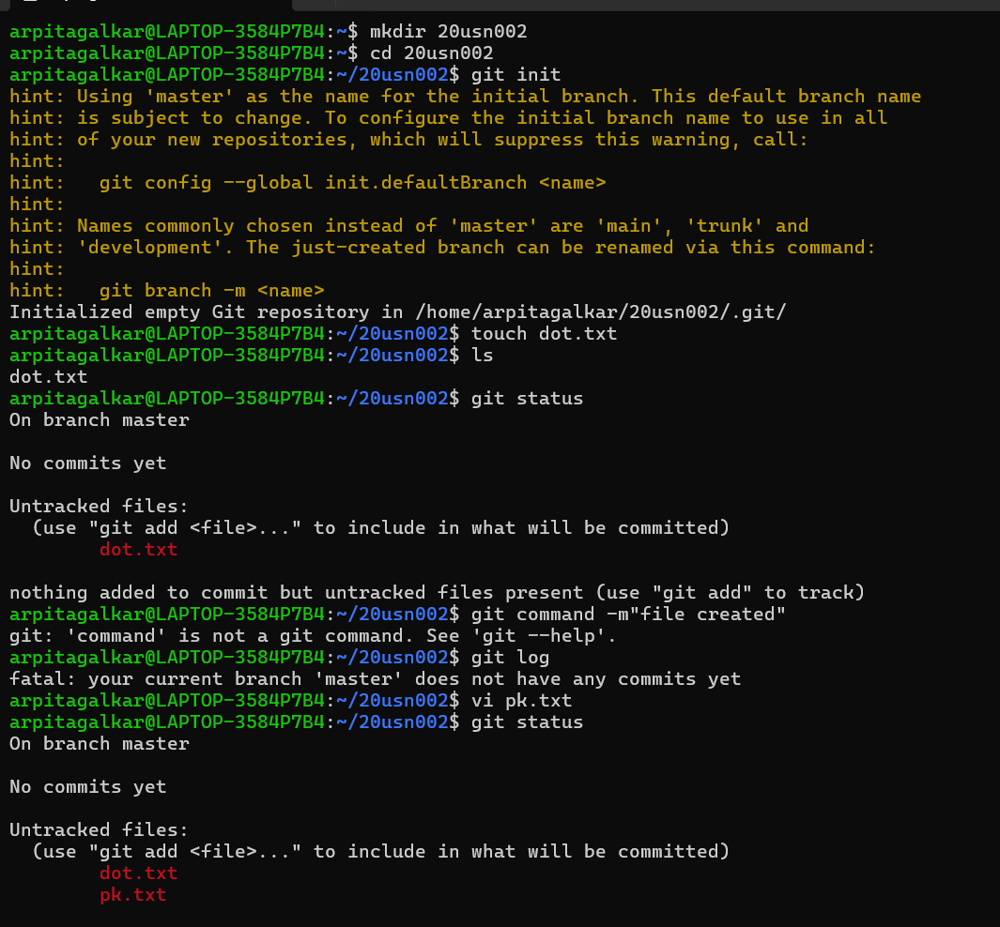 arpitagalkar@LAPTOP-3584P7B4:~$ mkdir 20usn002
arpitagalkar@LAPTOP-3584P7B4:~$ cd 20usn002
arpitagalkar@LAPTOP-3584P7B4:~/20usn002$ git init
hint: Using 'master' as the name for the initial branch. This default branch name
hint: is subject to change. To configure the initial branch name to use in all
hint: of your new repositories, which will suppress this warning, call:
hint:
hint:   git config --global init.defaultBranch <name>
hint:
hint: Names commonly chosen instead of 'master' are 'main', 'trunk' and
hint: 'development'. The just-created branch can be renamed via this command:
hint:
hint:   git branch -m <name>
Initialized empty Git repository in /home/arpitagalkar/20usn002/.git/
arpitagalkar@LAPTOP-3584P7B4:~/20usn002$ touch dot.txt
arpitagalkar@LAPTOP-3584P7B4:~/20usn002$ ls
dot.txt
arpitagalkar@LAPTOP-3584P7B4:~/20usn002$ git status
On branch master

No commits yet

Untracked files:
  (use "git add <file>..." to include in what will be committed)
        dot.txt

nothing added to commit but untracked files present (use "git add" to track)
arpitagalkar@LAPTOP-3584P7B4:~/20usn002$ git command -m"file created"
git: 'command' is not a git command. See 'git --help'.
arpitagalkar@LAPTOP-3584P7B4:~/20usn002$ git log
fatal: your current branch 'master' does not have any commits yet
arpitagalkar@LAPTOP-3584P7B4:~/20usn002$ vi pk.txt
arpitagalkar@LAPTOP-3584P7B4:~/20usn002$ git status
On branch master

No commits yet

Untracked files:
  (use "git add <file>..." to include in what will be committed)
        dot.txt
        pk.txt